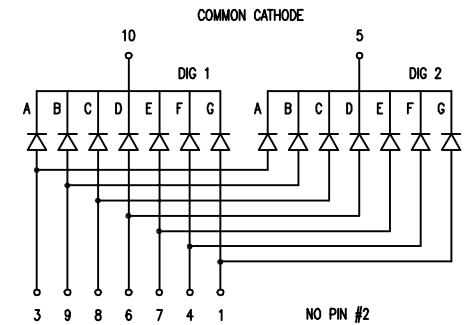 COMMON CATHODE
10 5
DIG 1 DIG 2
A B C D E F G A B C D E F G
3 9 8 6 7 4 1 NO PIN #2